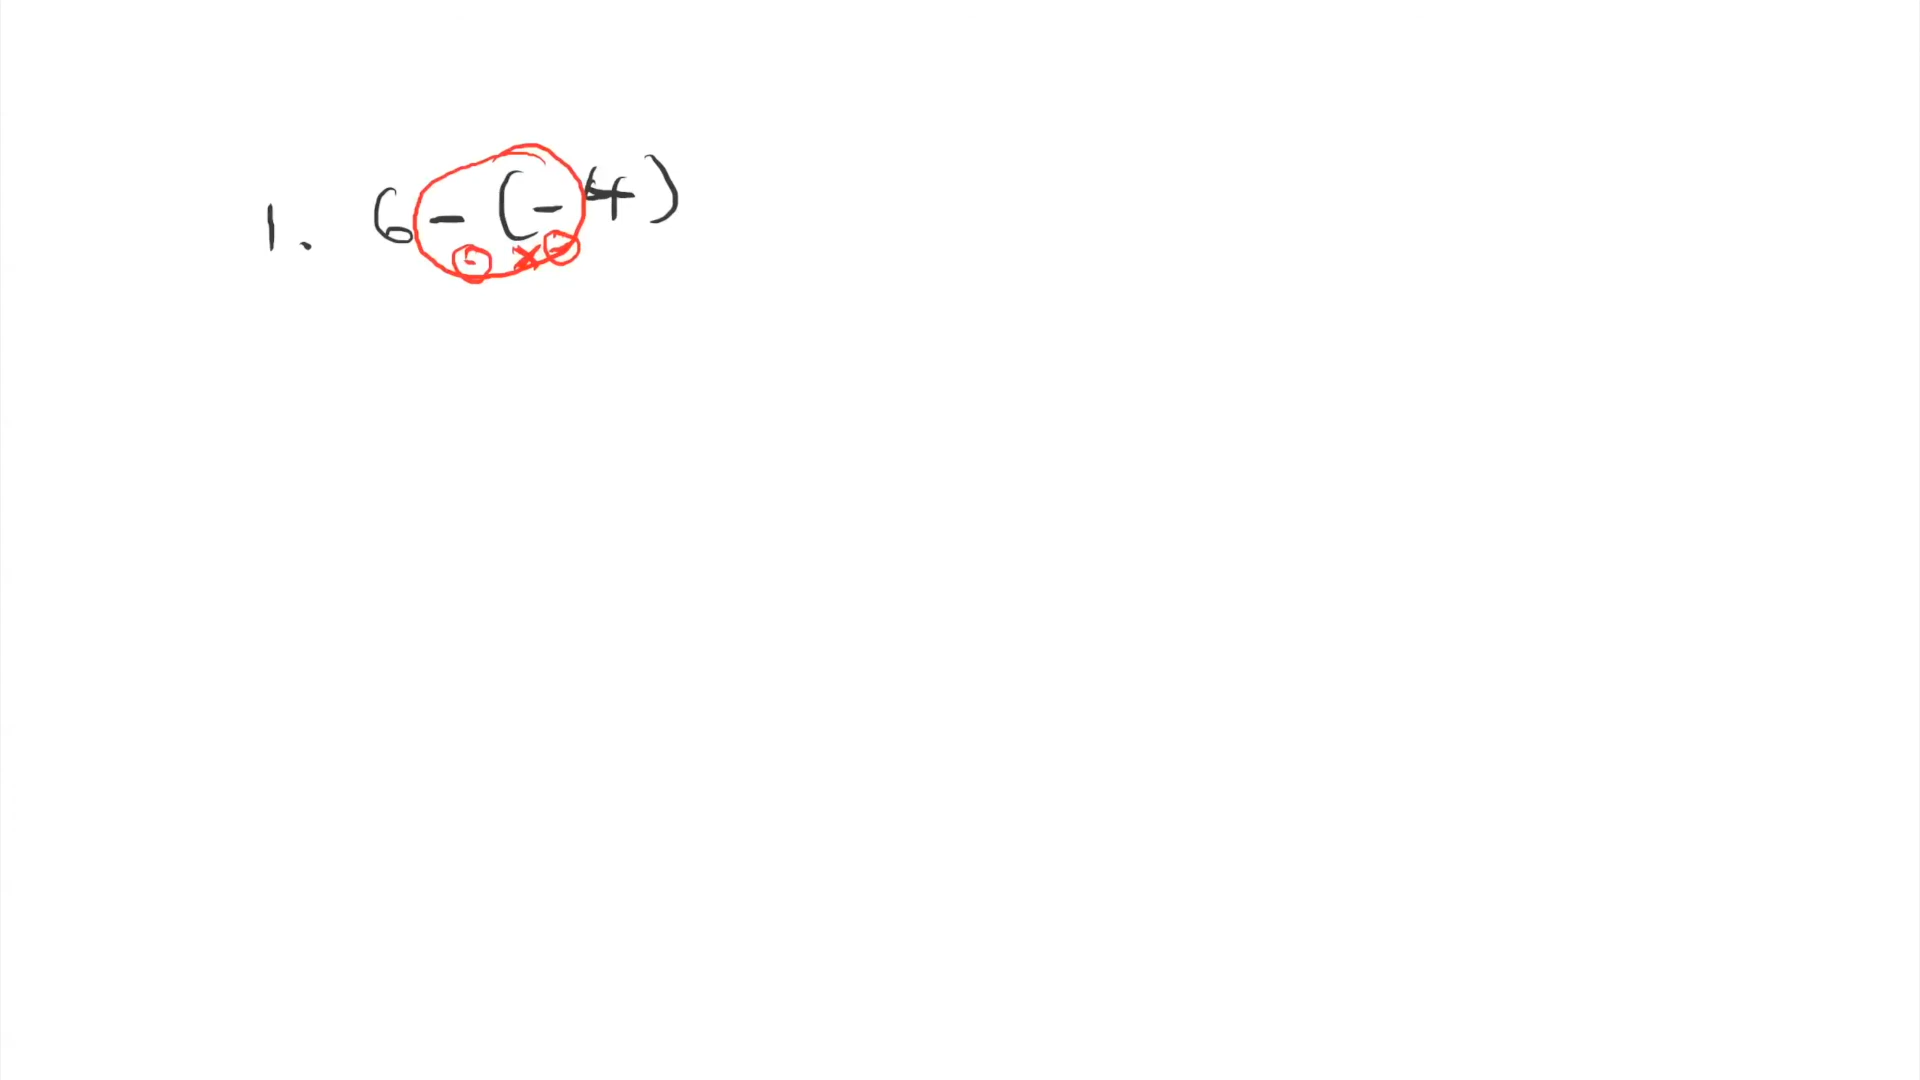 1. 6 - (-4)
- × -